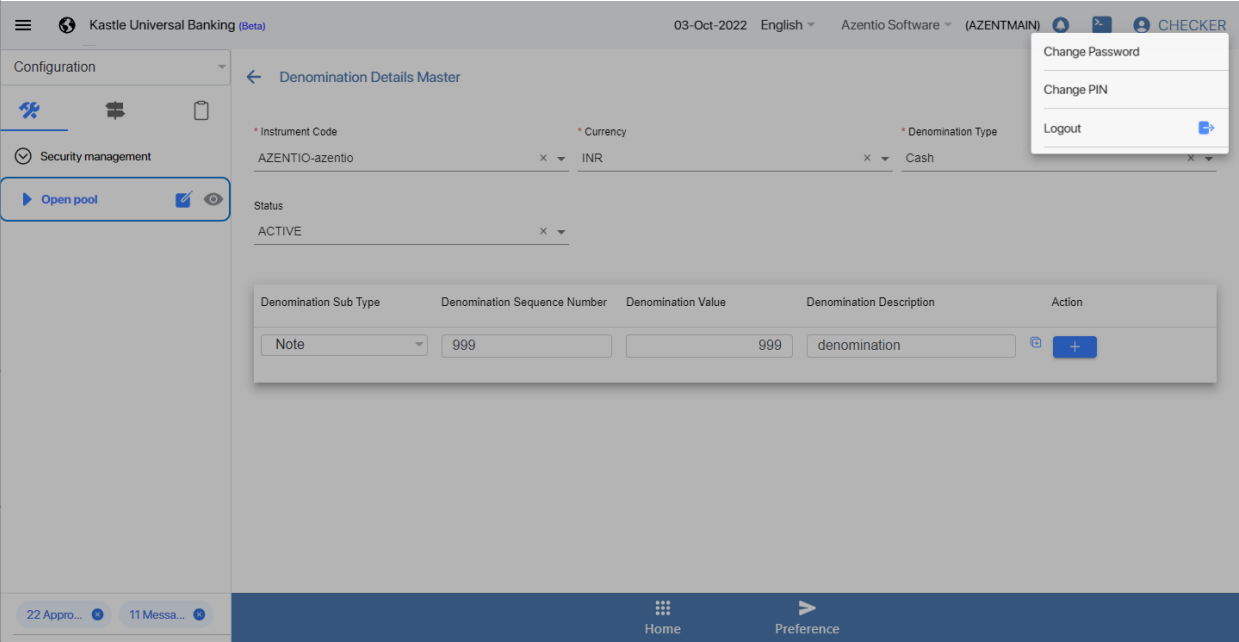 Kastle Universal Banking (Beta)
03-Oct-2022 English Azentio Software (AZENTMAIN) CHECKER
Change Password
Change PIN
Logout
Configuration
Security management
Open pool
Denomination Details Master
* Instrument Code * Currency * Denomination Type
AZENTIO-azentio × INR × Cash ×
Status
ACTIVE ×
Denomination Sub Type Denomination Sequence Number Denomination Value Denomination Description Action
Note 999 999 denomination +
22 Appro... 11 Messa...
Home Preference